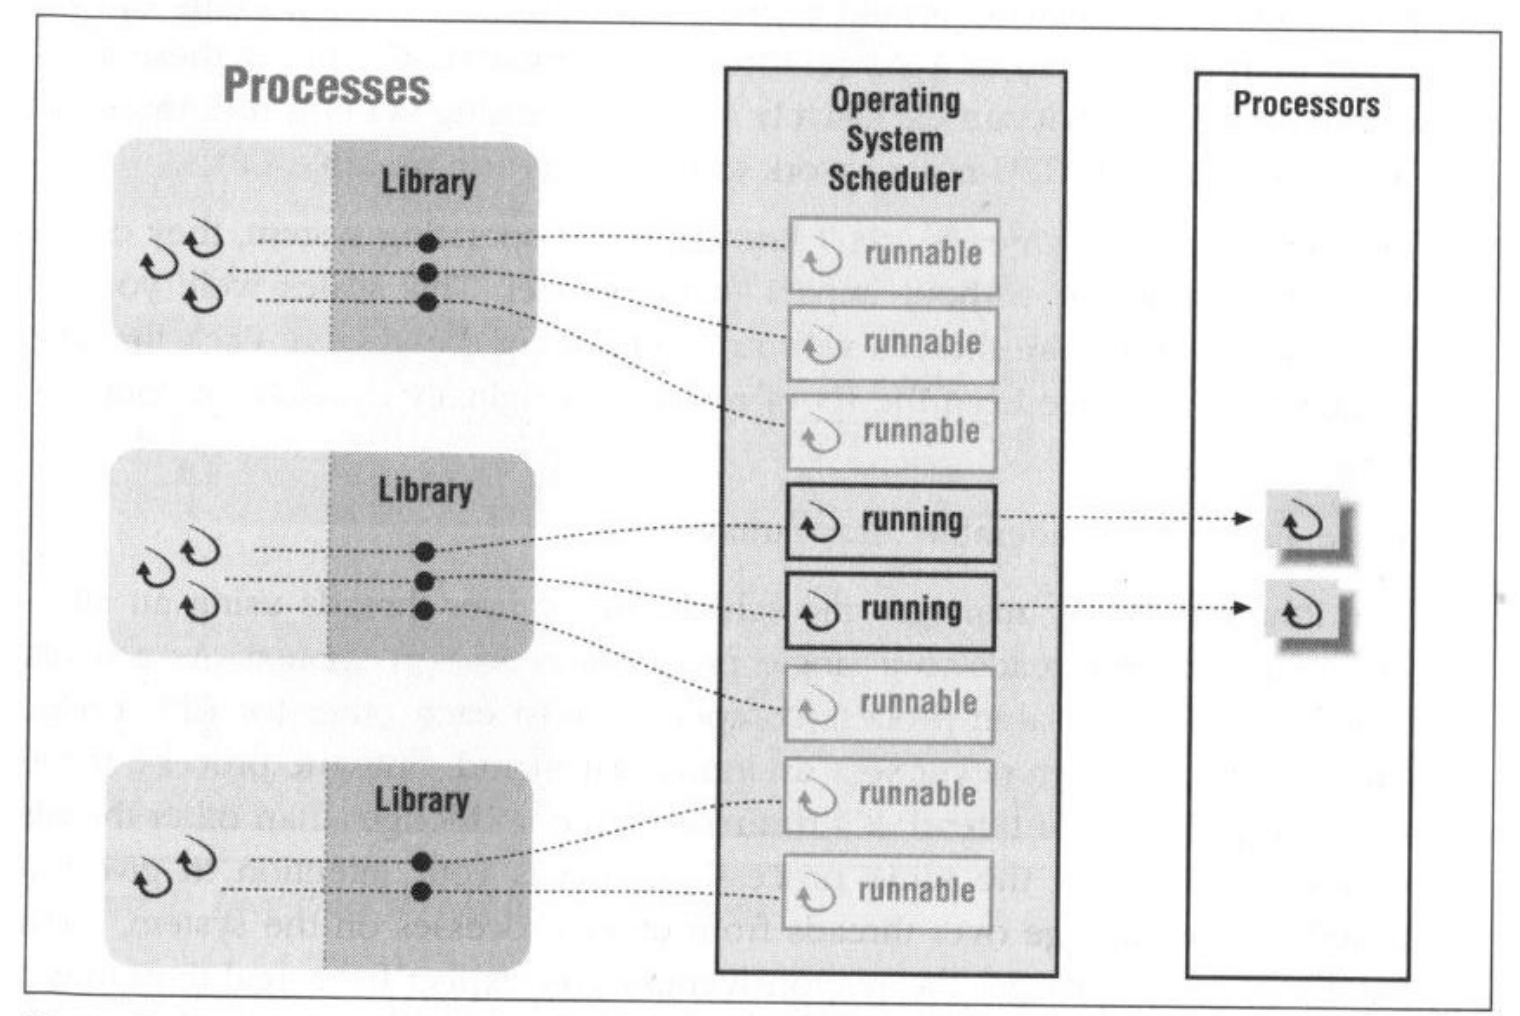 Processes
Library
Library
Library
Operating
System
Scheduler
runnable
runnable
runnable
running
running
runnable
runnable
runnable
Processors